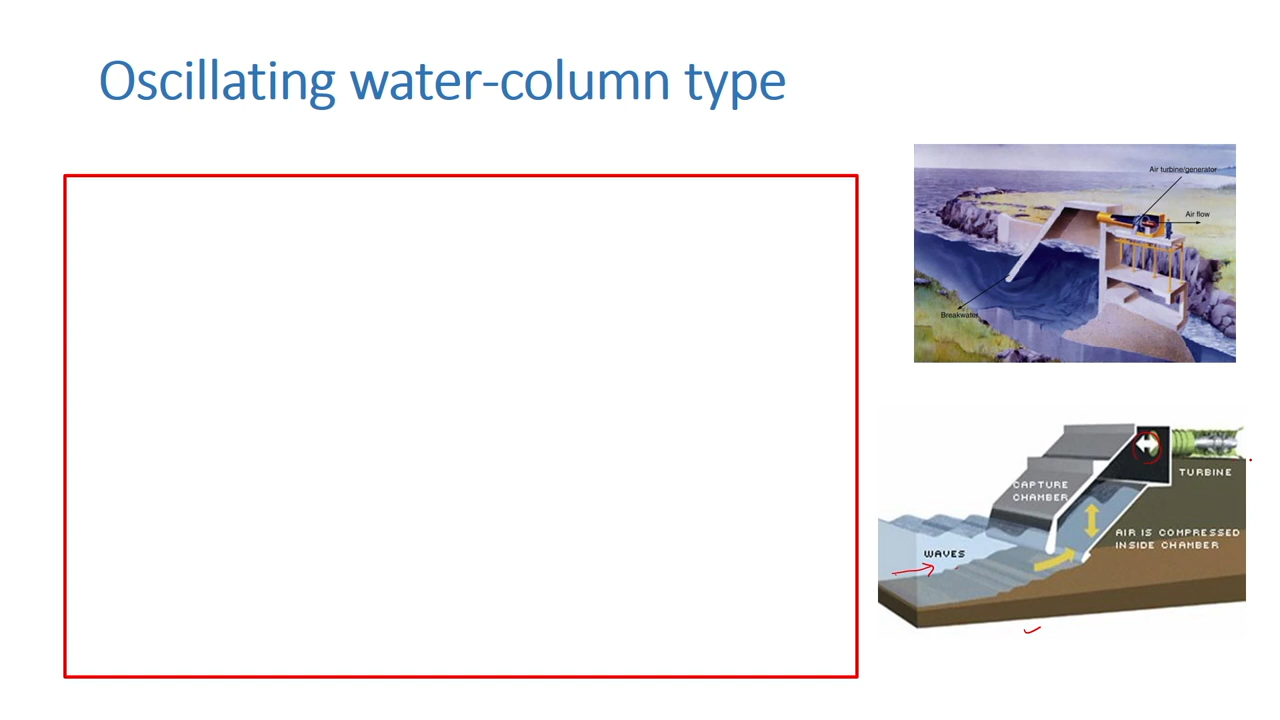 Oscillating water-column type
Air turbine/generator
Air flow
Breakwater
CAPTURE
CHAMBER
TURBINE
AIR IS COMPRESSED
INSIDE CHAMBER
WAVES